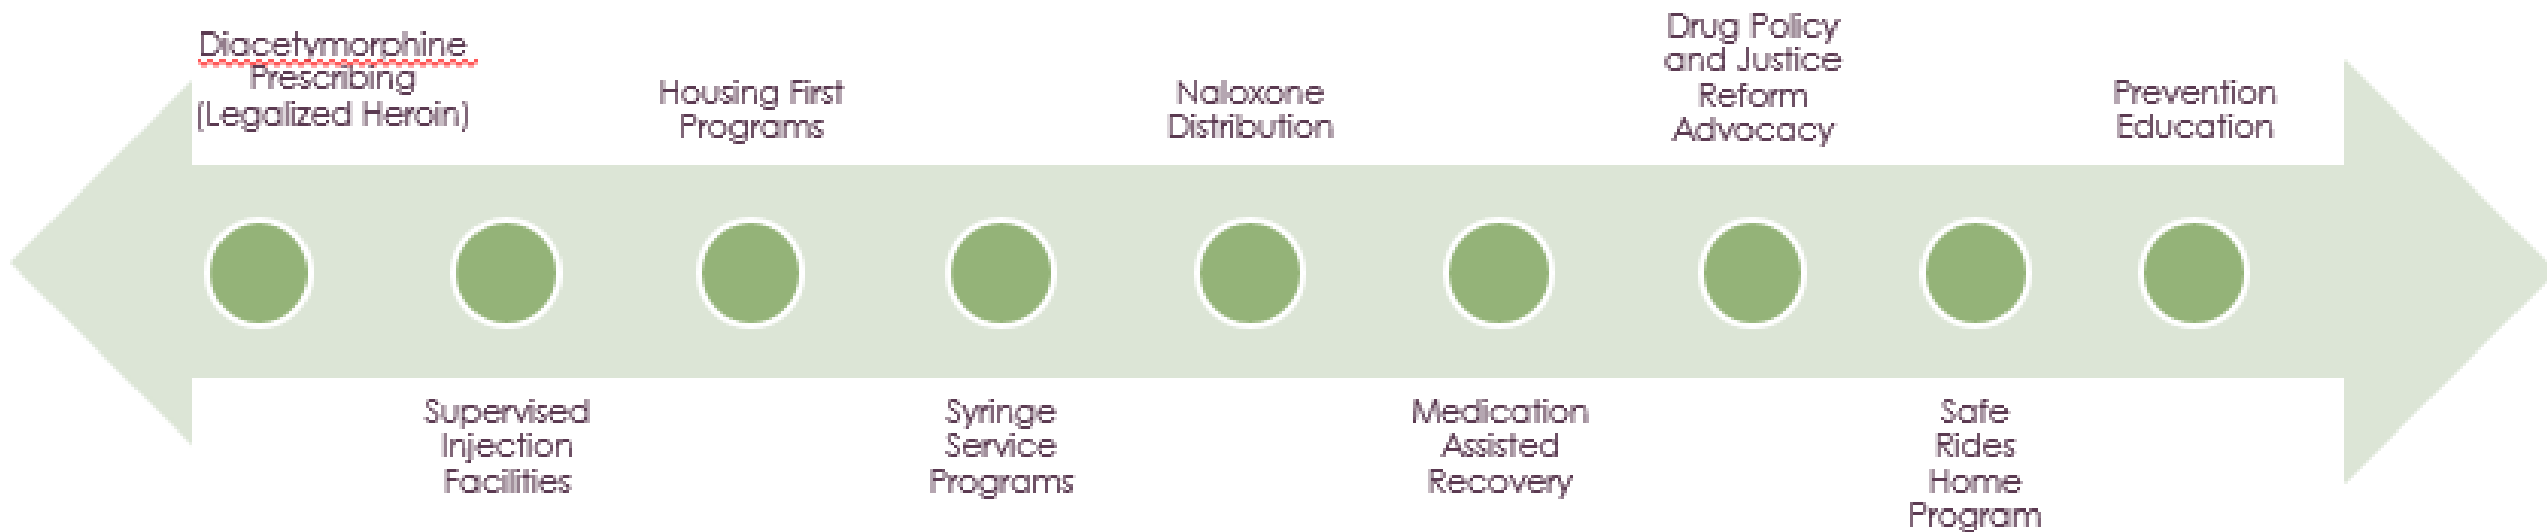 Diacetymorphine
Prescribing
(Legalized Heroin)
Supervised
Injection
Facilities
Housing First
Programs
Syringe
Service
Programs
Naloxone
Distribution
Medication
Assisted
Recovery
Drug Policy
and Justice
Reform
Advocacy
Safe
Rides
Home
Program
Prevention
Education